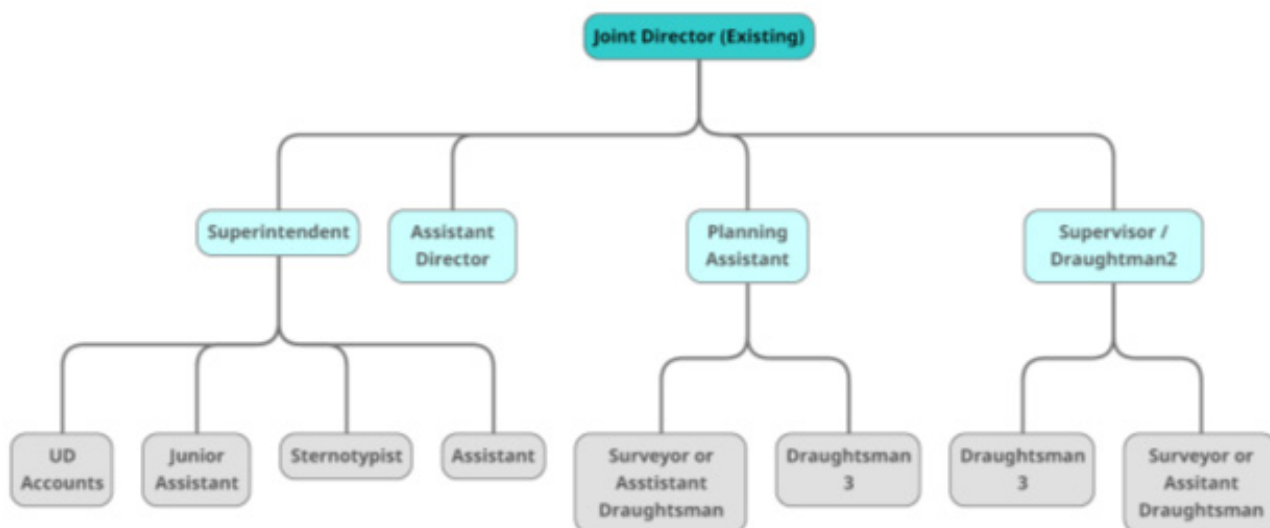 Joint Director (Existing)
Superintendent
Assistant
Director
Planning
Assistant
Supervisor /
Draughtman2
UD
Accounts
Junior
Assistant
Sternotypist
Assistant
Surveyor or
Asstistant
Draughtsman
Draughtsman
3
Draughtsman
3
Surveyor or
Assitant
Draughtsman